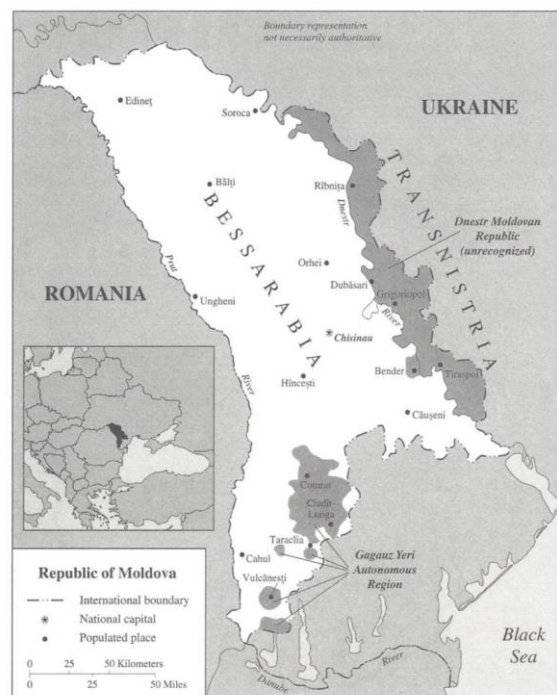 Boundary representation
not necessarily authoritative
UKRAINE
Edineț
Soroca
Bălți
Rîbnița
Dnestr
TRANSNISTRIA
BESSARABIA
Dnestr Moldovan
Republic
(unrecognized)
Orhei
Dubăsari
Grigoriopol
River
ROMANIA
Prut
Ungheni
Chisinau
River
Hîncești
Bender
Tiraspol
Căușeni
Comrat
Ciadîr-
Lunga
Taraclia
Cahul
Vulcănești
Gagauz Yeri
Autonomous
Region
Republic of Moldova
International boundary
National capital
Populated place
0 25 50 Kilometers
0 25 50 Miles
Danube
River
Black
Sea